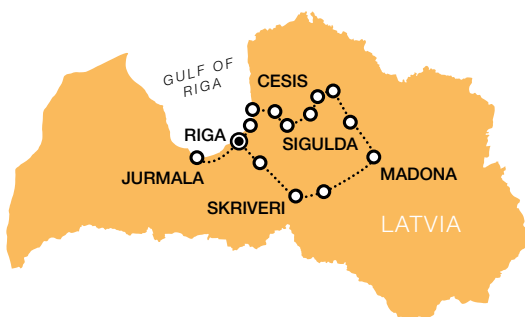 GULF OF
RIGA
CESIS
RIGA
SIGULDA
JURMALA
MADONA
SKRIVERI
LATVIA